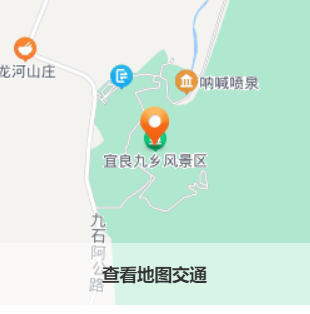 龙河山庄
呐喊喷泉
宜良九乡风景区
九石阿公路
查看地图交通